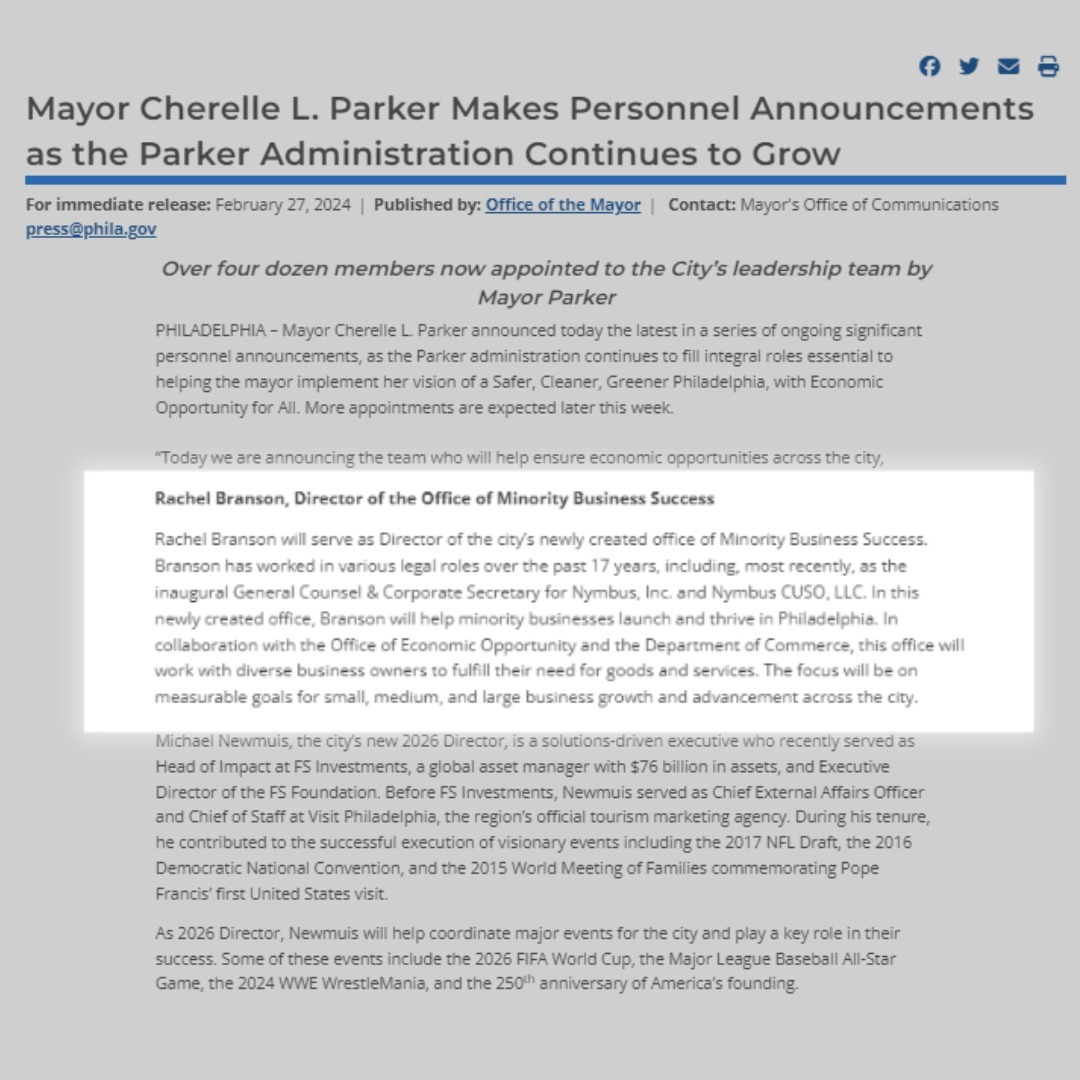 Mayor Cherelle L. Parker Makes Personnel Announcements
as the Parker Administration Continues to Grow
For immediate release: February 27, 2024 | Published by: Office of the Mayor | Contact: Mayor's Office of Communications
press@phila.gov
Over four dozen members now appointed to the City’s leadership team by
Mayor Parker
PHILADELPHIA – Mayor Cherelle L. Parker announced today the latest in a series of ongoing significant
personnel announcements, as the Parker administration continues to fill integral roles essential to
helping the mayor implement her vision of a Safer, Cleaner, Greener Philadelphia, with Economic
Opportunity for All. More appointments are expected later this week.
“Today we are announcing the team who will help ensure economic opportunities across the city,
Rachel Branson, Director of the Office of Minority Business Success
Rachel Branson will serve as Director of the city’s newly created office of Minority Business Success.
Branson has worked in various legal roles over the past 17 years, including, most recently, as the
inaugural General Counsel & Corporate Secretary for Nymbus, Inc. and Nymbus CUSO, LLC. In this
newly created office, Branson will help minority businesses launch and thrive in Philadelphia. In
collaboration with the Office of Economic Opportunity and the Department of Commerce, this office will
work with diverse business owners to fulfill their need for goods and services. The focus will be on
measurable goals for small, medium, and large business growth and advancement across the city.
Michael Newmuis, the city’s new 2026 Director, is a solutions-driven executive who recently served as
Head of Impact at FS Investments, a global asset manager with $76 billion in assets, and Executive
Director of the FS Foundation. Before FS Investments, Newmuis served as Chief External Affairs Officer
and Chief of Staff at Visit Philadelphia, the region’s official tourism marketing agency. During his tenure,
he contributed to the successful execution of visionary events including the 2017 NFL Draft, the 2016
Democratic National Convention, and the 2015 World Meeting of Families commemorating Pope
Francis’ first United States visit.
As 2026 Director, Newmuis will help coordinate major events for the city and play a key role in their
success. Some of these events include the 2026 FIFA World Cup, the Major League Baseball All-Star
Game, the 2024 WWE WrestleMania, and the 250th anniversary of America’s founding.